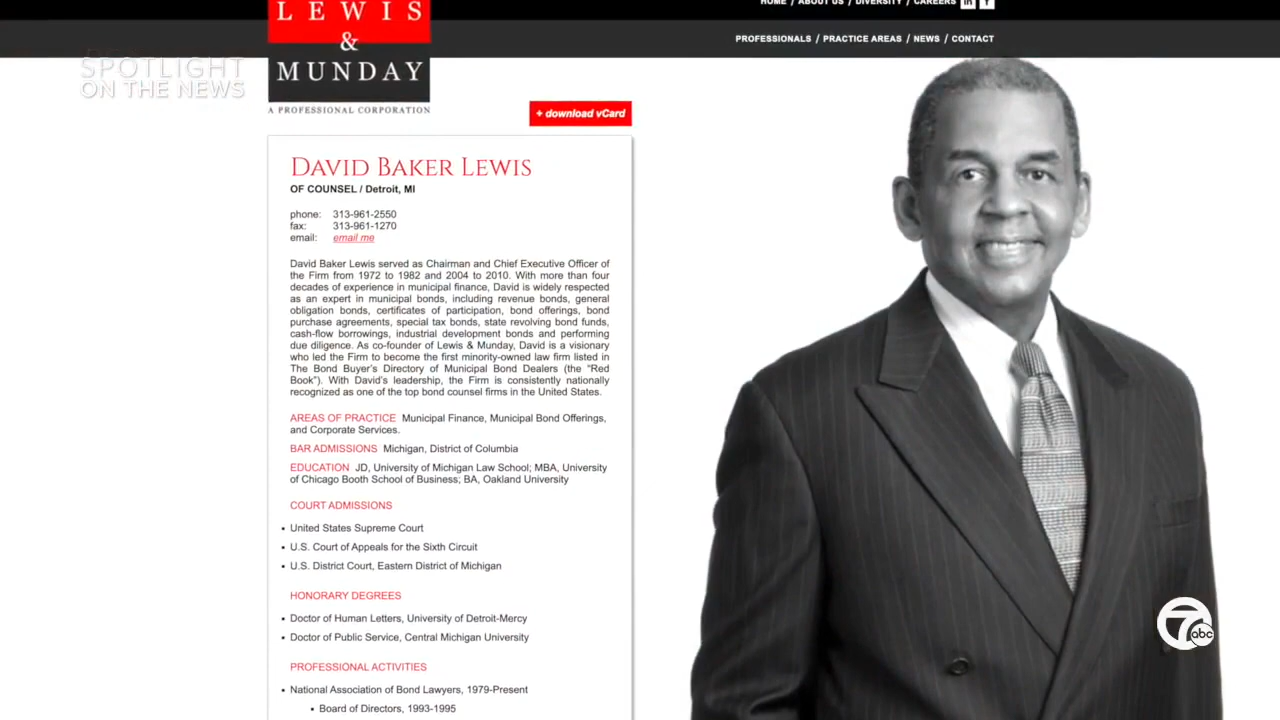 HOME / ABOUT US / DIVERSITY / CAREERS in f
LEWIS
&
MUNDAY
A PROFESSIONAL CORPORATION
PROFESSIONALS / PRACTICE AREAS / NEWS / CONTACT
SPOTLIGHT
ON THE NEWS
+ download vCard
DAVID BAKER LEWIS
OF COUNSEL / Detroit, MI
phone: 313-961-2550
fax: 313-961-1270
email: email me
David Baker Lewis served as Chairman and Chief Executive Officer of
the Firm from 1972 to 1982 and 2004 to 2010. With more than four
decades of experience in municipal finance, David is widely respected
as an expert in municipal bonds, including revenue bonds, general
obligation bonds, certificates of participation, bond offerings, bond
purchase agreements, special tax bonds, state revolving bond funds,
cash-flow borrowings, industrial development bonds and performing
due diligence. As co-founder of Lewis & Munday, David is a visionary
who led the Firm to become the first minority-owned law firm listed in
The Bond Buyer's Directory of Municipal Bond Dealers (the “Red
Book”). With David's leadership, the Firm is consistently nationally
recognized as one of the top bond counsel firms in the United States.
AREAS OF PRACTICE Municipal Finance, Municipal Bond Offerings,
and Corporate Services.
BAR ADMISSIONS Michigan, District of Columbia
EDUCATION JD, University of Michigan Law School; MBA, University
of Chicago Booth School of Business; BA, Oakland University
COURT ADMISSIONS
• United States Supreme Court
• U.S. Court of Appeals for the Sixth Circuit
• U.S. District Court, Eastern District of Michigan
HONORARY DEGREES
• Doctor of Human Letters, University of Detroit-Mercy
• Doctor of Public Service, Central Michigan University
PROFESSIONAL ACTIVITIES
• National Association of Bond Lawyers, 1979-Present
• Board of Directors, 1993-1995
7 abc